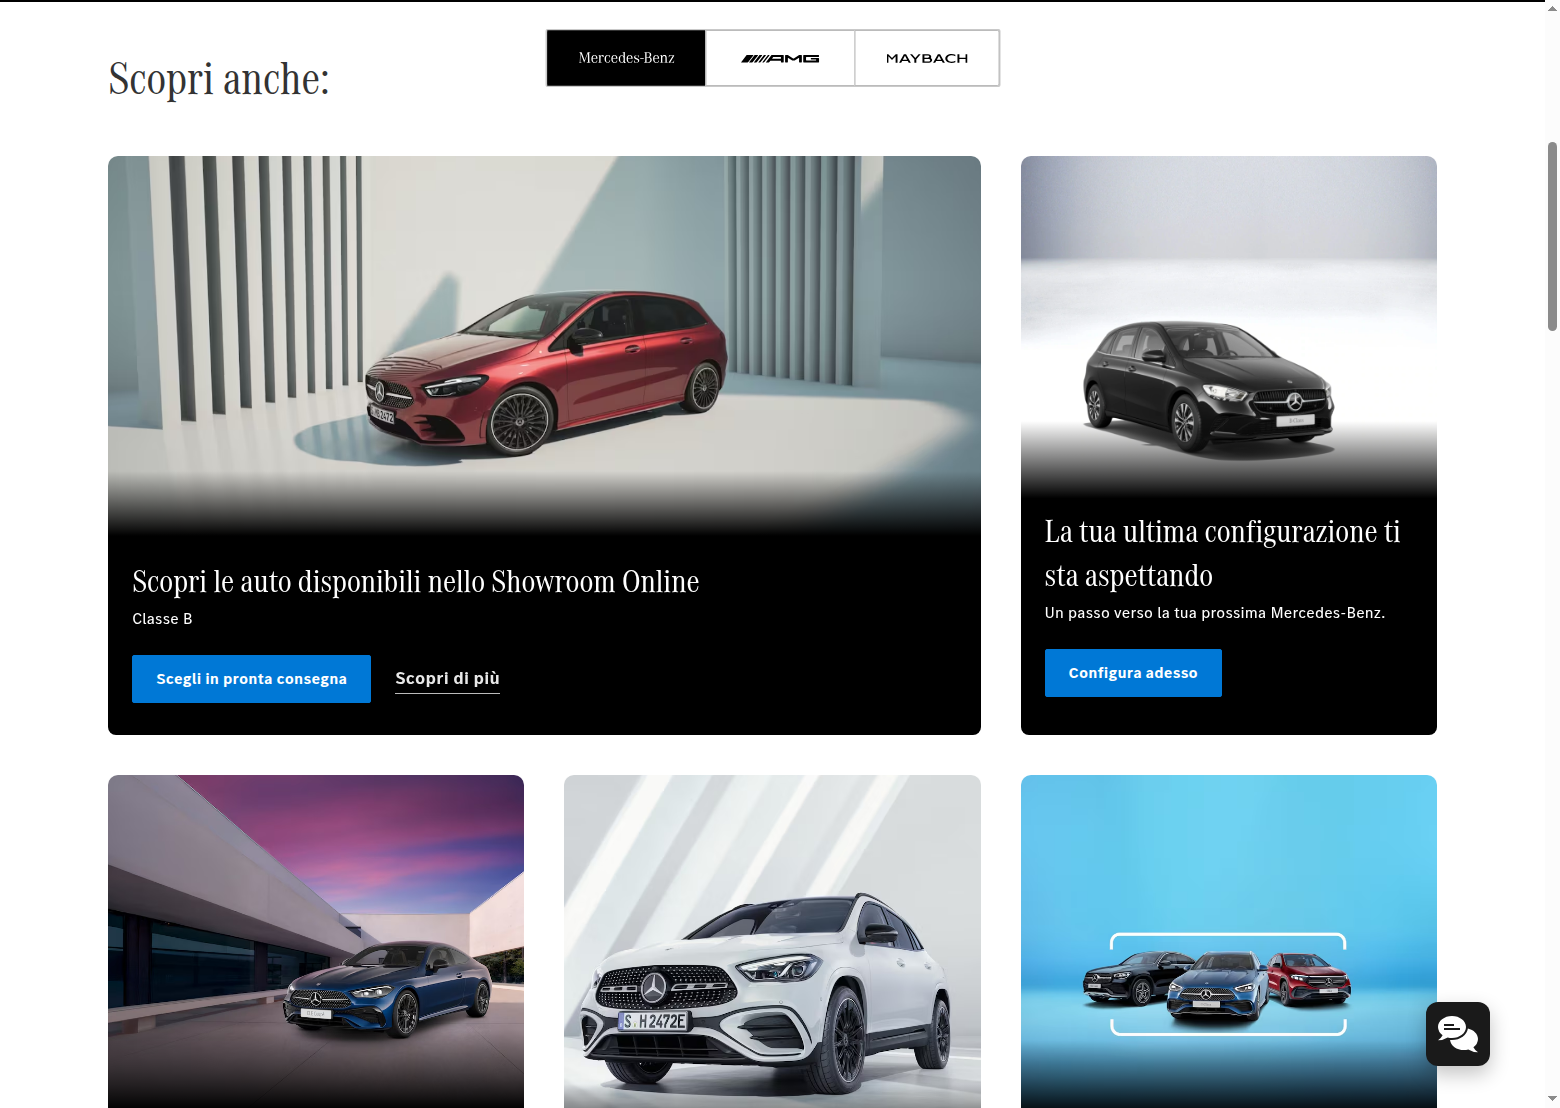 Mercedes-Benz
AMG
MAYBACH
Scopri anche:
Scopri le auto disponibili nello Showroom Online
Classe B
Scegli in pronta consegna
Scopri di più
La tua ultima configurazione ti
sta aspettando
Un passo verso la tua prossima Mercedes-Benz.
Configura adesso
S H 2472E